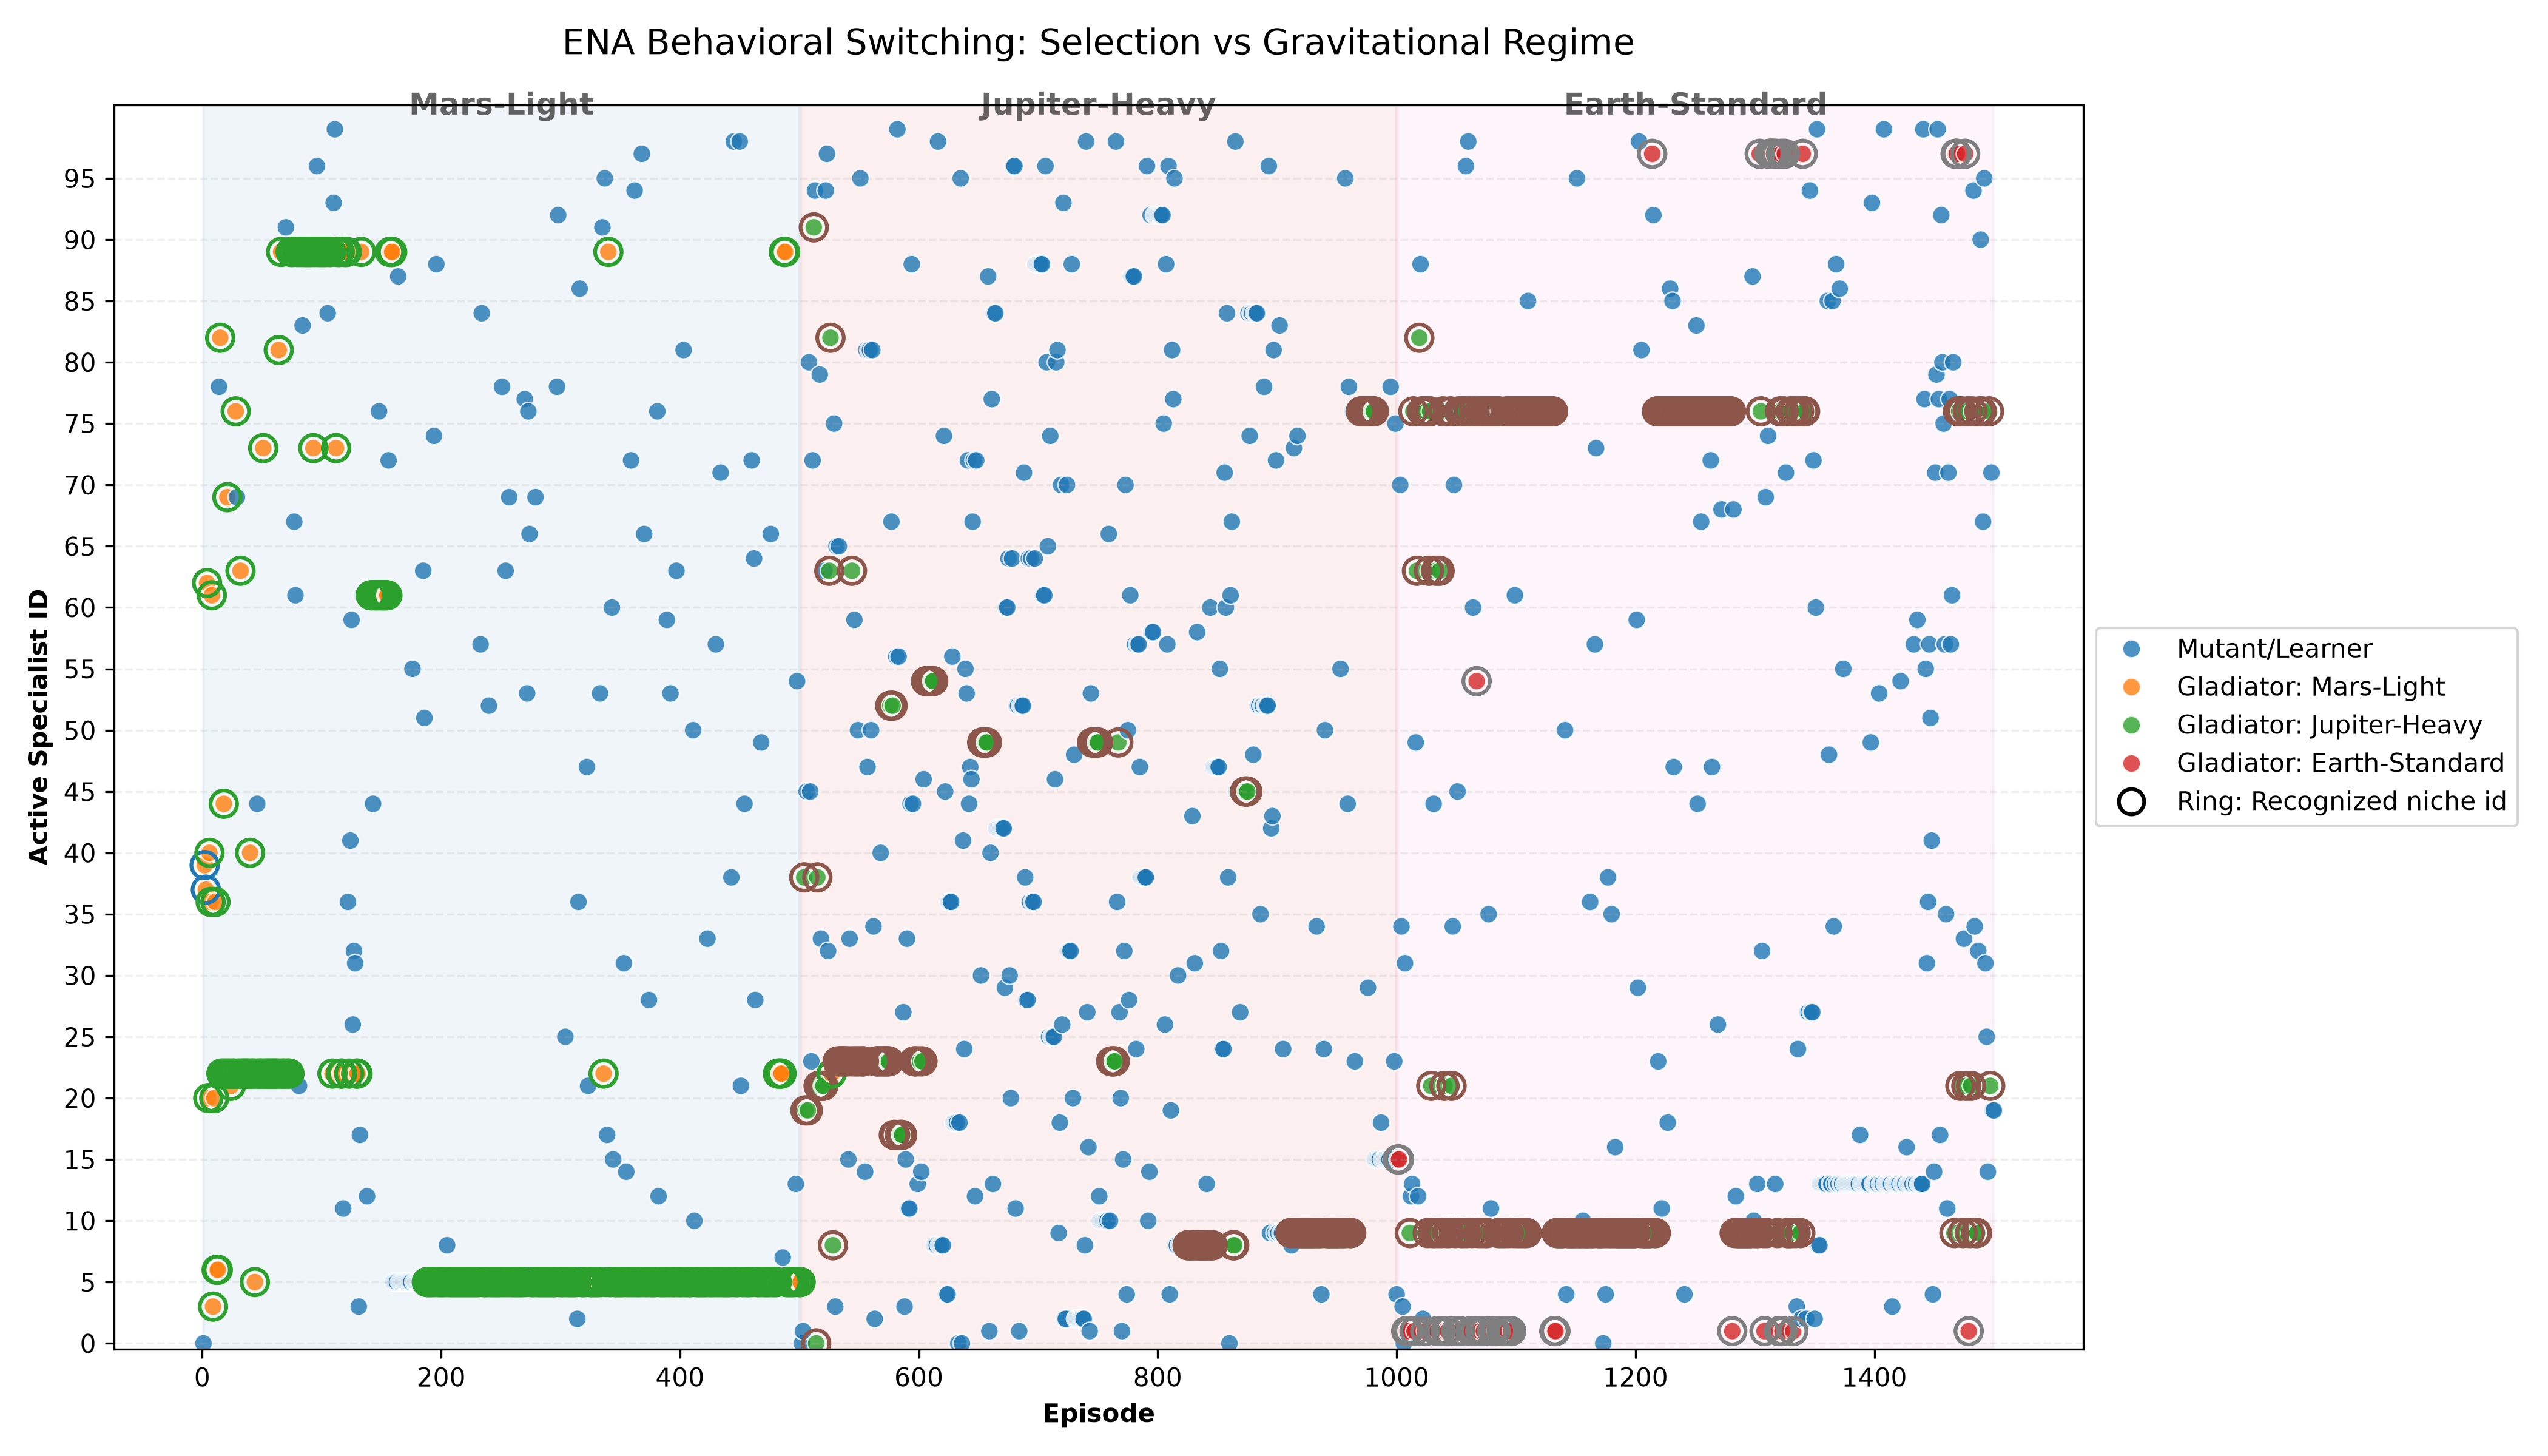 ENA Behavioral Switching: Selection vs Gravitational Regime
Mars-Light
Jupiter-Heavy
Earth-Standard
Active Specialist ID
95
90
85
80
75
70
65
60
55
50
45
40
35
30
25
20
15
10
5
0
0
200
400
600
800
1000
1200
1400
Episode
Mutant/Learner
Gladiator: Mars-Light
Gladiator: Jupiter-Heavy
Gladiator: Earth-Standard
Ring: Recognized niche id